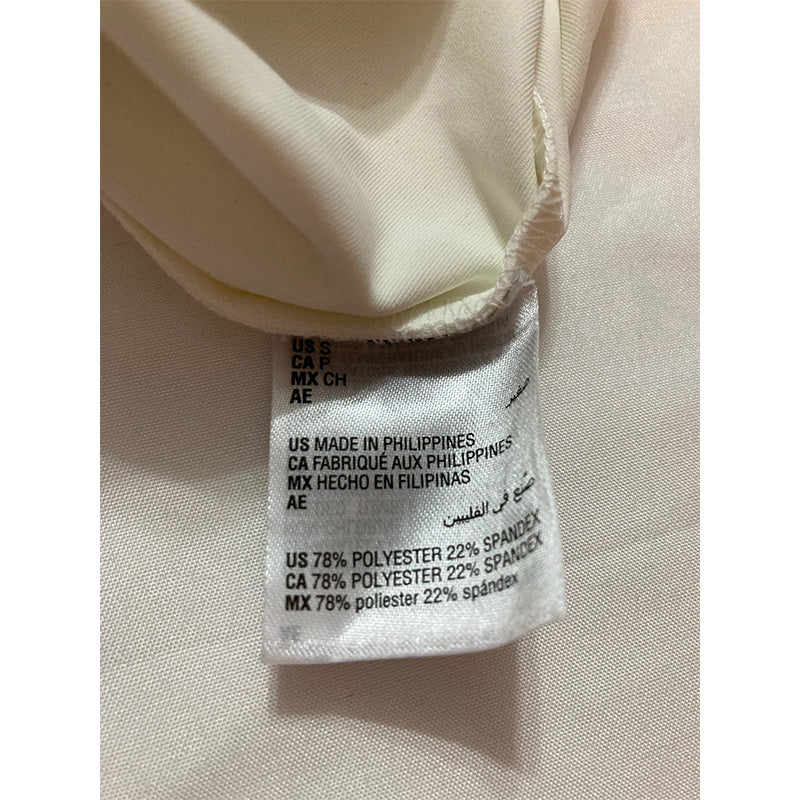 US S
CA P
MX CH
AE
صغير
US MADE IN PHILIPPINES
CA FABRIQUÉ AUX PHILIPPINES
MX HECHO EN FILIPINAS
AE
صنع في الفلبين
US 78% POLYESTER 22% SPANDEX
CA 78% POLYESTER 22% SPANDEX
MX 78% poliester 22% spándex